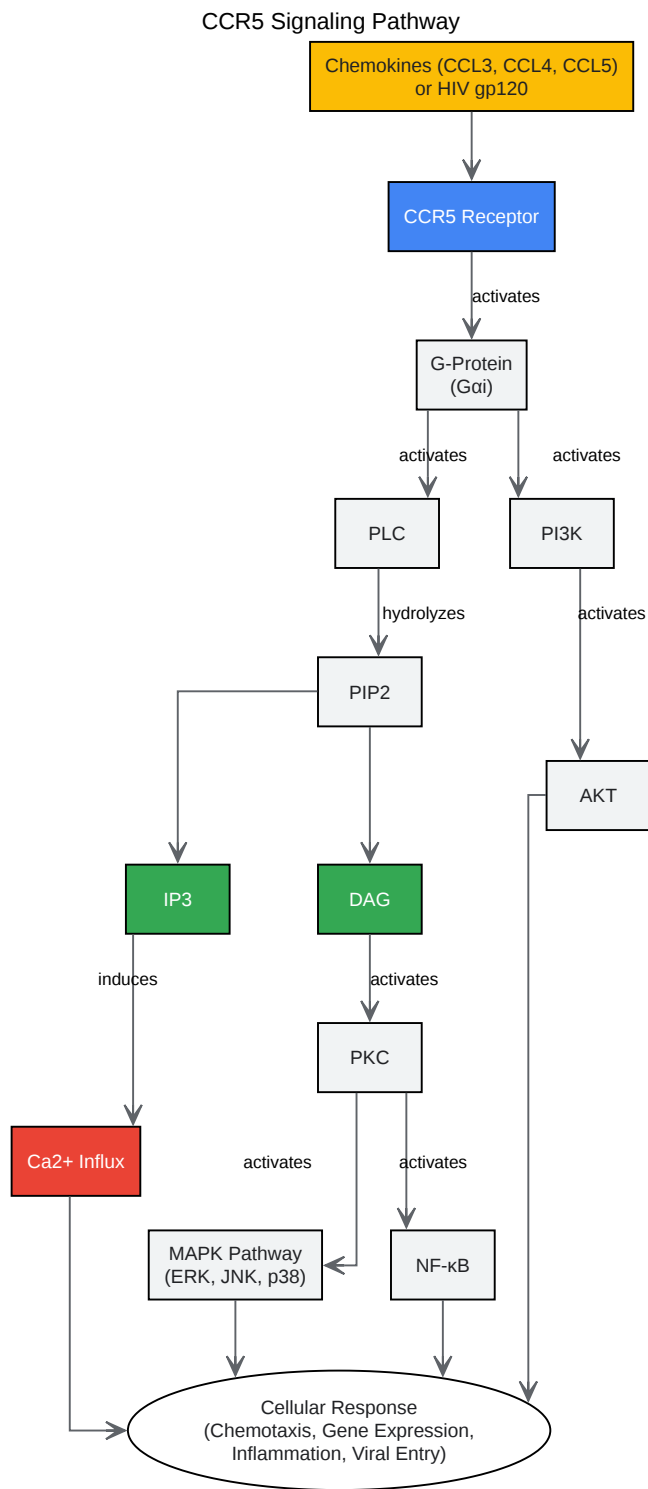 CCR5 Signaling Pathway
Chemokines (CCL3, CCL4, CCL5)
or HIV gp120
CCR5 Receptor
activates
G-Protein
(Gαi)
activates
activates
PLC
PI3K
hydrolyzes
activates
PIP2
AKT
IP3
DAG
induces
activates
PKC
Ca2+ Influx
activates
activates
MAPK Pathway
(ERK, JNK, p38)
NF-κB
Cellular Response
(Chemotaxis, Gene Expression,
Inflammation, Viral Entry)